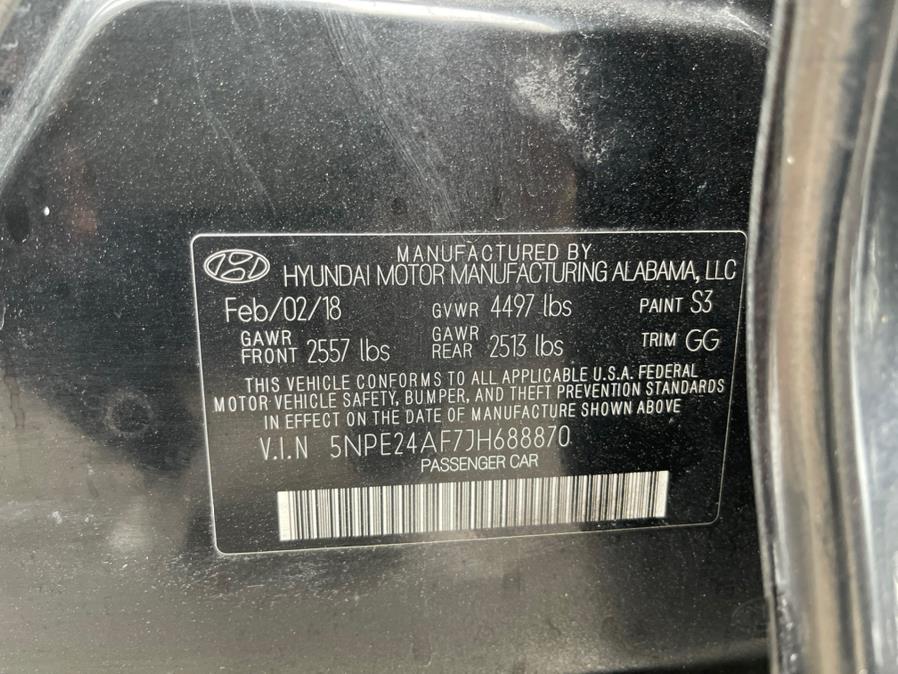 MANUFACTURED BY
HYUNDAI MOTOR MANUFACTURING ALABAMA, LLC
Feb/02/18 GVWR 4497 lbs PAINT S3
GAWR FRONT 2557 lbs GAWR REAR 2513 lbs TRIM GG
THIS VEHICLE CONFORMS TO ALL APPLICABLE U.S.A. FEDERAL
MOTOR VEHICLE SAFETY, BUMPER, AND THEFT PREVENTION STANDARDS
IN EFFECT ON THE DATE OF MANUFACTURE SHOWN ABOVE
V.I.N 5NPE24AF7JH688870
PASSENGER CAR